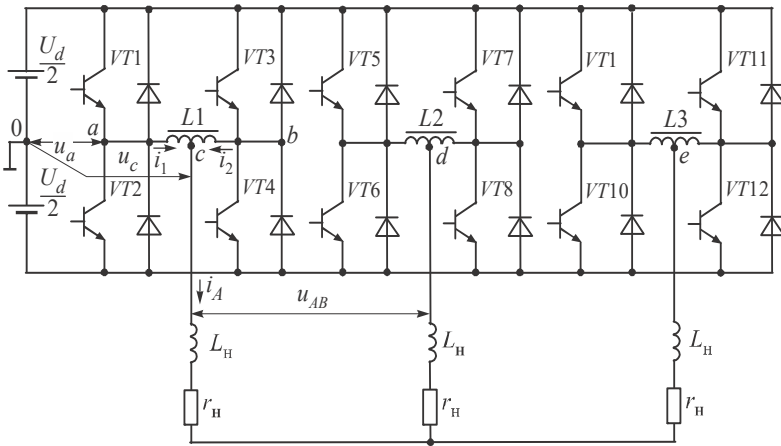 U_d/2
0
U_d/2
u_a
a
VT1
VT2
u_c
L1
i_1
c
i_2
VT3
VT4
b
VT5
VT6
L2
d
VT7
VT8
VT1
VT10
L3
e
VT11
VT12
i_A
u_AB
L_н
L_н
L_н
r_н
r_н
r_н